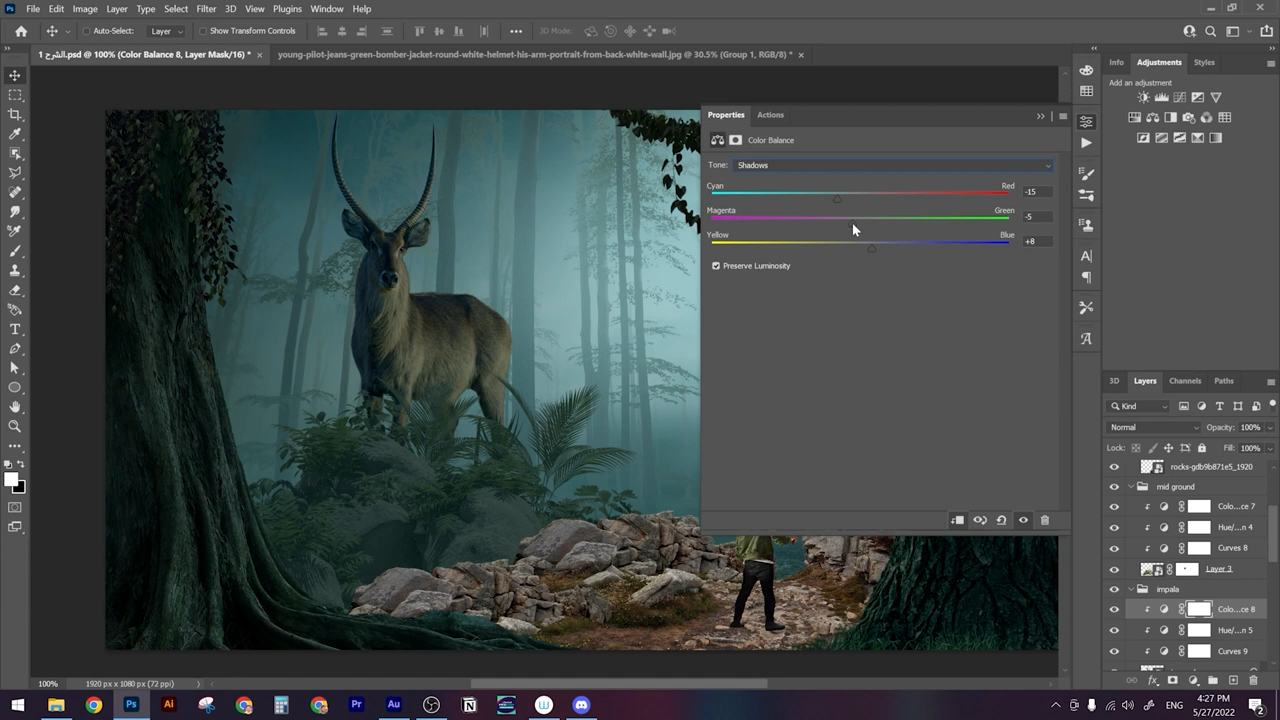 File Edit Image Layer Type Select Filter 3D View Plugins Window Help
Auto-Select: Layer Show Transform Controls 3D Mode:
الشرح 1.psd @ 100% (Color Balance 8, Layer Mask/16) * young-pilot-jeans-green-bomber-jacket-round-white-helmet-his-arm-portrait-from-back-white-wall.jpg @ 30.5% (Group 1, RGB/8) *
Info Adjustments Styles
Add an adjustment
Properties Actions
Color Balance
Tone: Shadows
Cyan Red -15
Magenta Green -5
Yellow Blue +8
Preserve Luminosity
3D Layers Channels Paths
Kind
Normal Opacity: 100%
Lock: Fill: 100%
rocks-gdb9b871e5_1920
mid ground
Colo...ce 7
Hue/...n 4
Curves 8
Layer 3
impala
Colo...ce 8
Hue/...n 5
Curves 9
100% 1920 px x 1080 px (72 ppi)
Ps Ai Pr Au
4:27 PM
5/27/2022